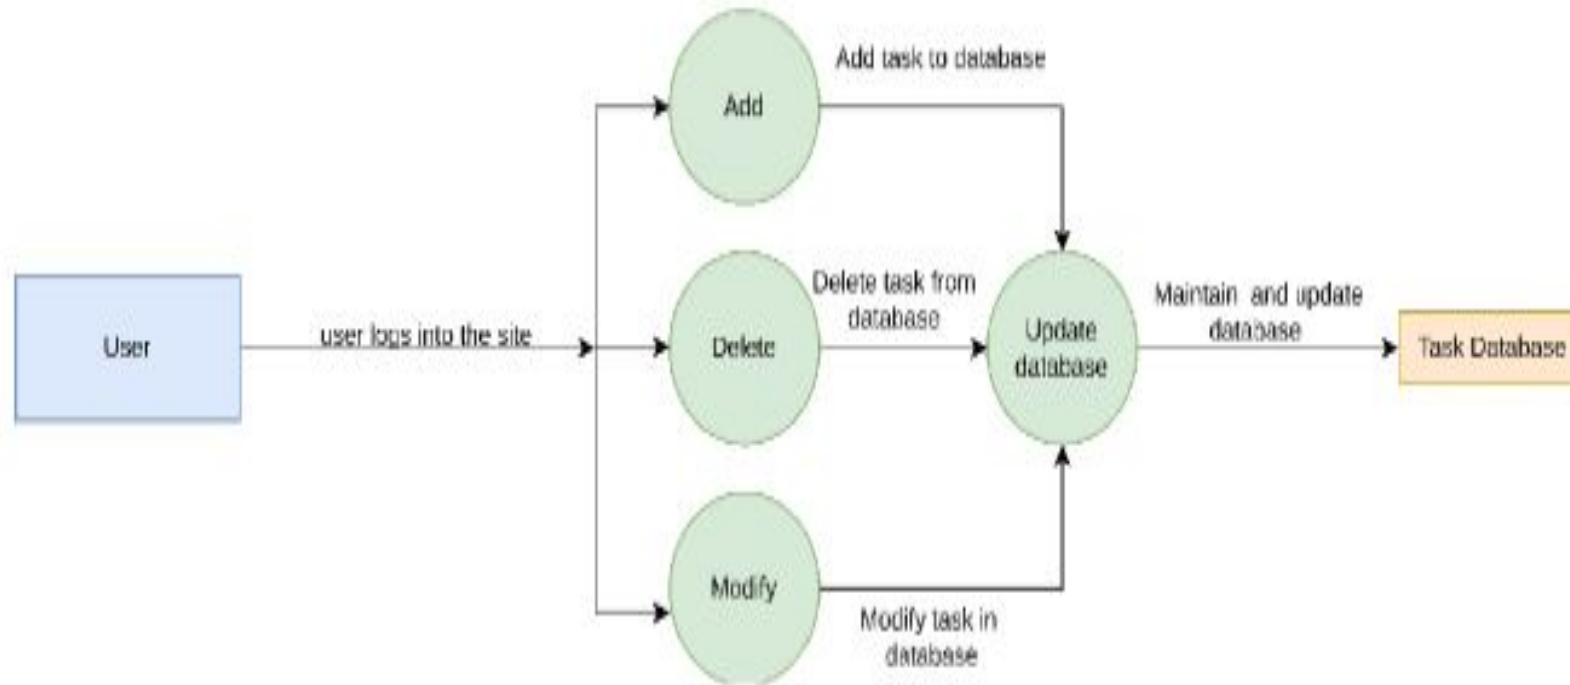 Add task to database
Add
Delete task from
database
Maintain and update
database
User
user logs into the site
Delete
Update
database
Task Database
Modify
Modify task in
database